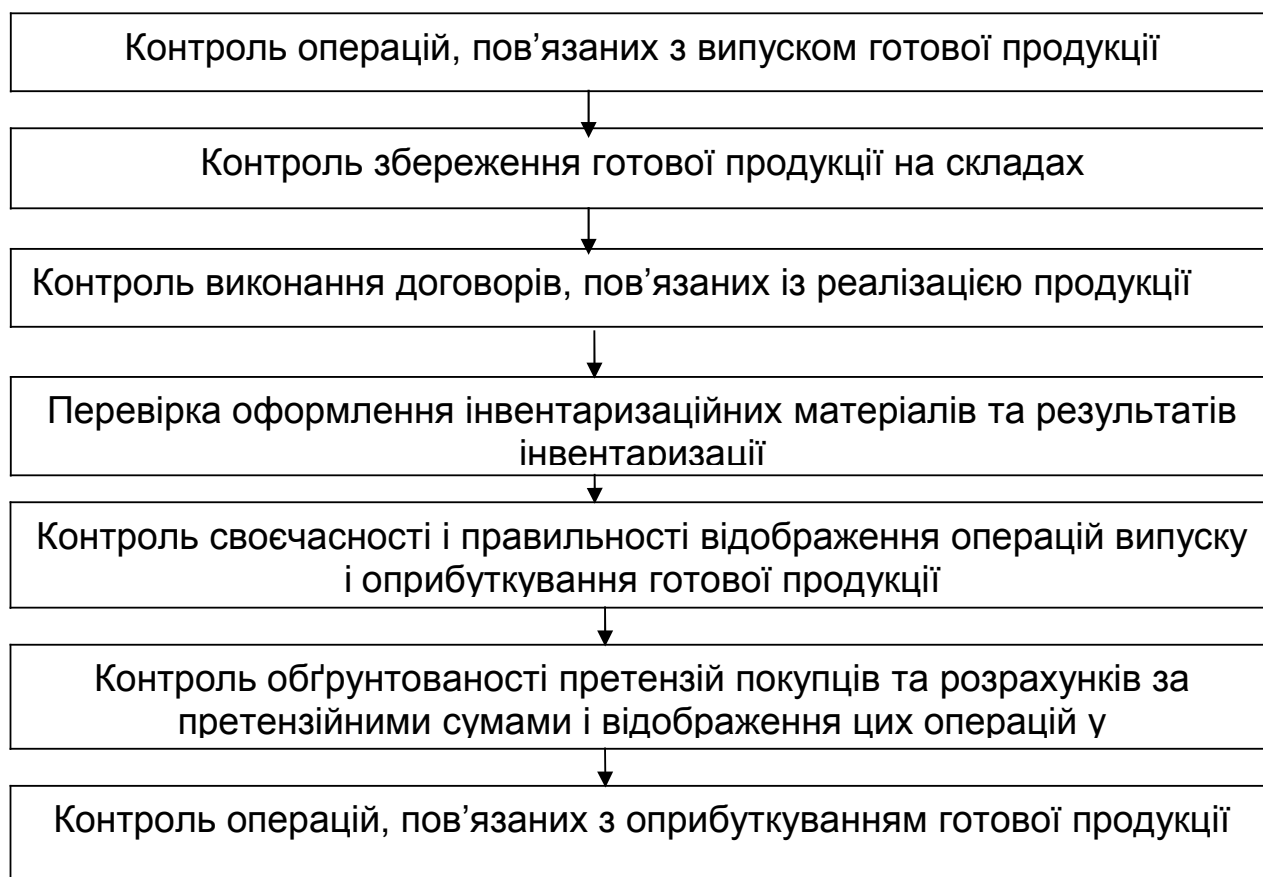 Контроль операцій, пов’язаних з випуском готової продукції
Контроль збереження готової продукції на складах
Контроль виконання договорів, пов’язаних із реалізацією продукції
Перевірка оформлення інвентаризаційних матеріалів та результатів
інвентаризації
Контроль своєчасності і правильності відображення операцій випуску
і оприбуткування готової продукції
Контроль обґрунтованості претензій покупців та розрахунків за
претензійними сумами і відображення цих операцій у
Контроль операцій, пов’язаних з оприбуткуванням готової продукції